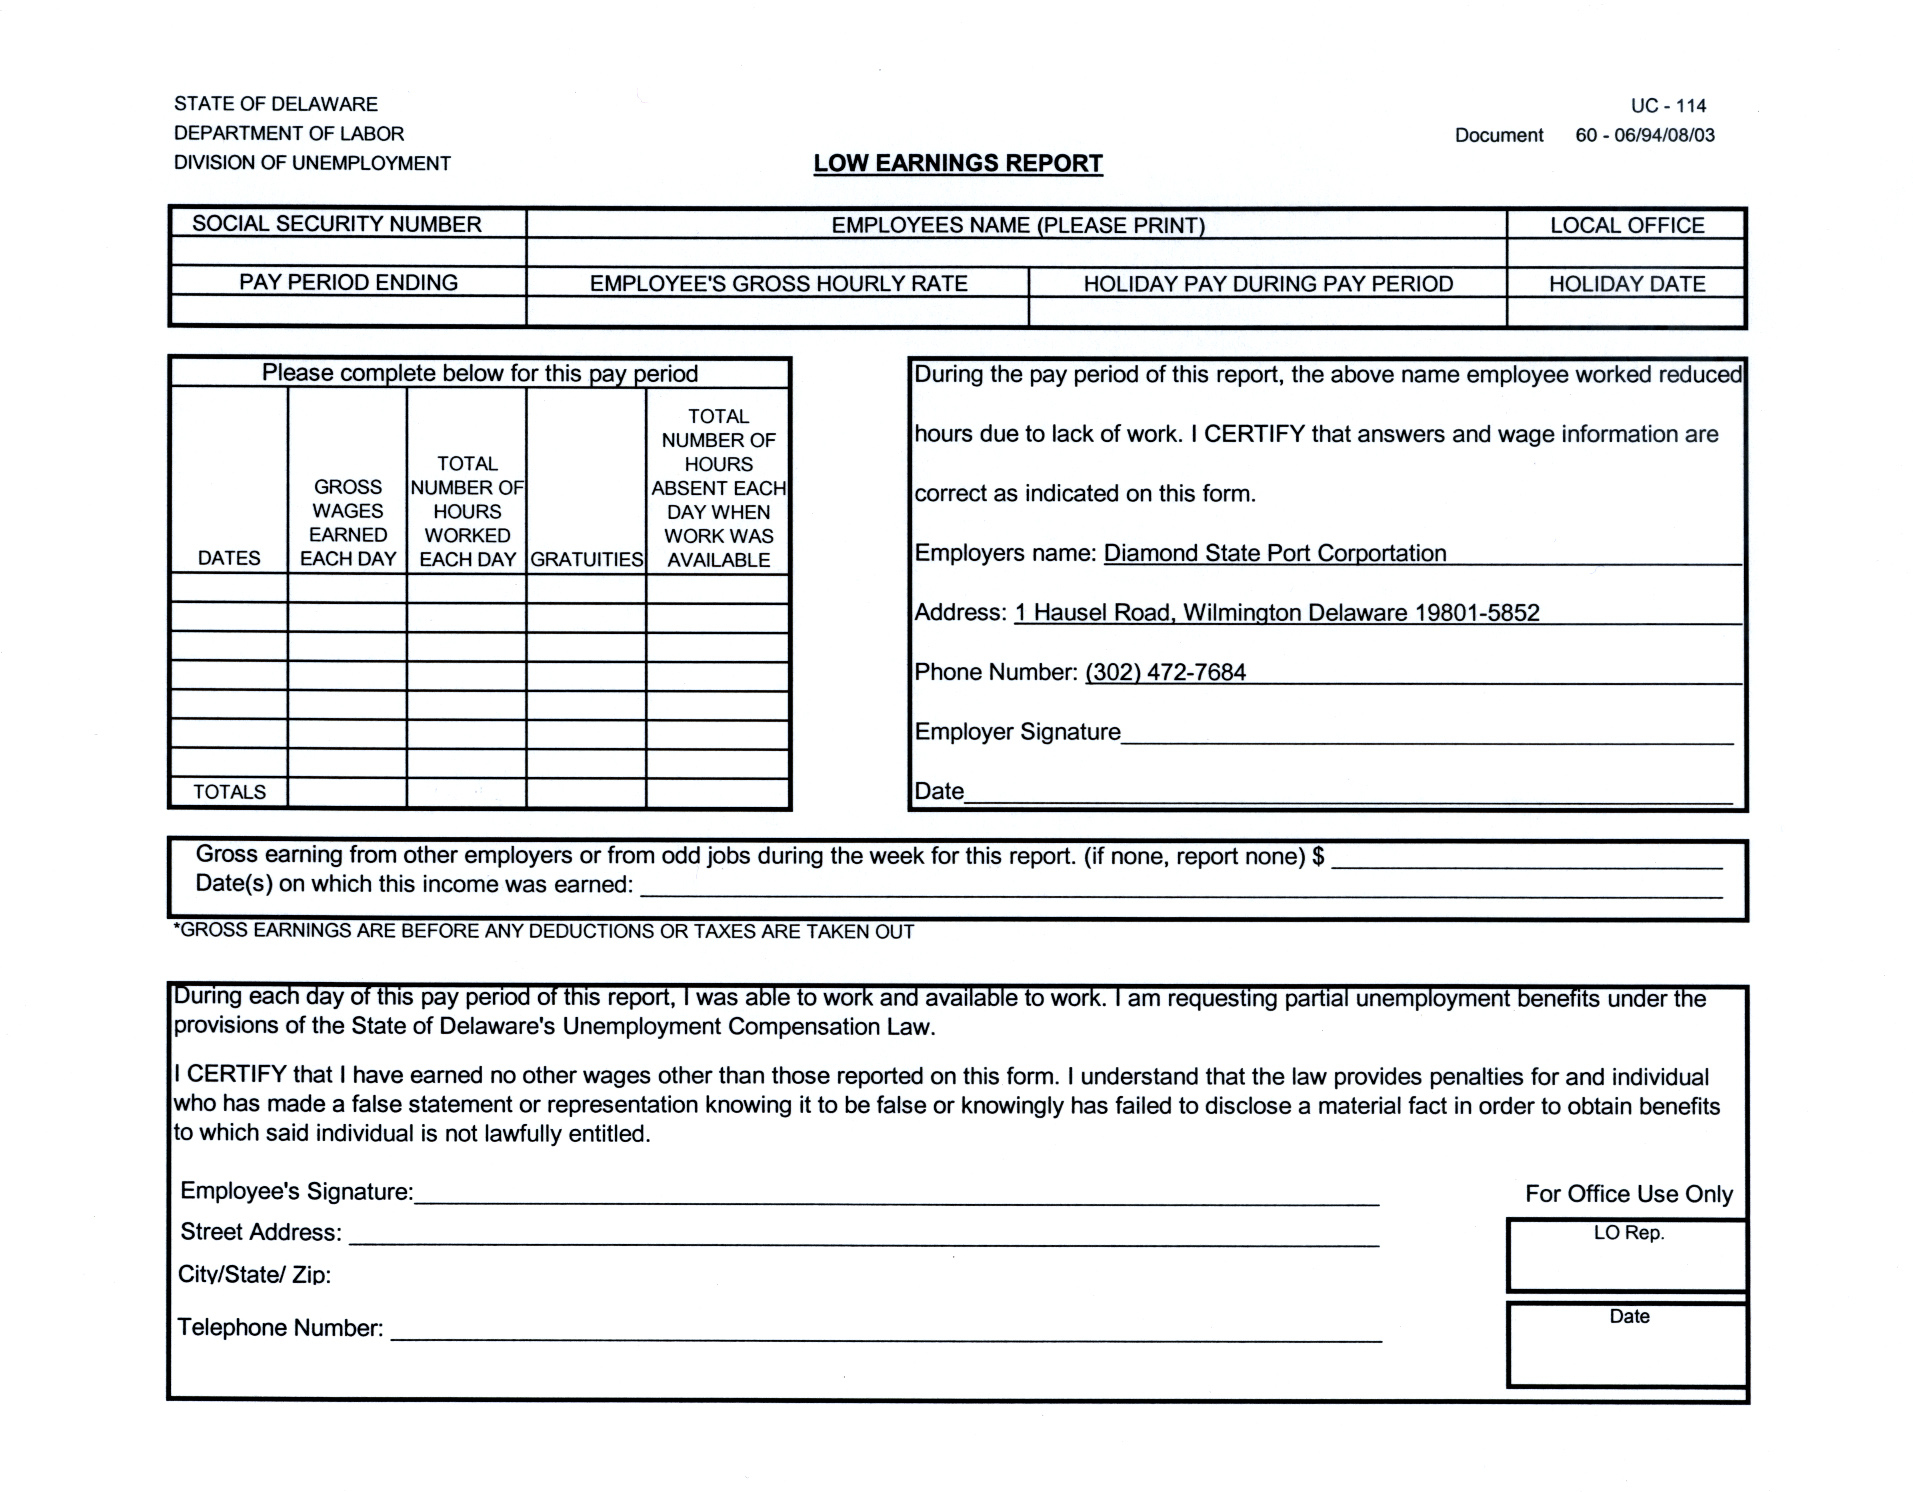 STATE OF DELAWARE
DEPARTMENT OF LABOR
DIVISION OF UNEMPLOYMENT
UC - 114
Document 60 - 06/94/08/03
LOW EARNINGS REPORT
SOCIAL SECURITY NUMBER EMPLOYEES NAME (PLEASE PRINT) LOCAL OFFICE
PAY PERIOD ENDING EMPLOYEE'S GROSS HOURLY RATE HOLIDAY PAY DURING PAY PERIOD HOLIDAY DATE
Please complete below for this pay period
DATES
GROSS
WAGES
EARNED
EACH DAY
TOTAL
NUMBER OF
HOURS
WORKED
EACH DAY
GRATUITIES
TOTAL
NUMBER OF
HOURS
ABSENT EACH
DAY WHEN
WORK WAS
AVAILABLE
TOTALS
During the pay period of this report, the above name employee worked reduced
hours due to lack of work. I CERTIFY that answers and wage information are
correct as indicated on this form.
Employers name: Diamond State Port Corportation
Address: 1 Hausel Road, Wilmington Delaware 19801-5852
Phone Number: (302) 472-7684
Employer Signature
Date
Gross earning from other employers or from odd jobs during the week for this report. (if none, report none) $
Date(s) on which this income was earned:
*GROSS EARNINGS ARE BEFORE ANY DEDUCTIONS OR TAXES ARE TAKEN OUT
During each day of this pay period of this report, I was able to work and available to work. I am requesting partial unemployment benefits under the
provisions of the State of Delaware's Unemployment Compensation Law.
I CERTIFY that I have earned no other wages other than those reported on this form. I understand that the law provides penalties for and individual
who has made a false statement or representation knowing it to be false or knowingly has failed to disclose a material fact in order to obtain benefits
to which said individual is not lawfully entitled.
Employee's Signature:
Street Address:
City/State/ Zip:
Telephone Number:
For Office Use Only
LO Rep.
Date